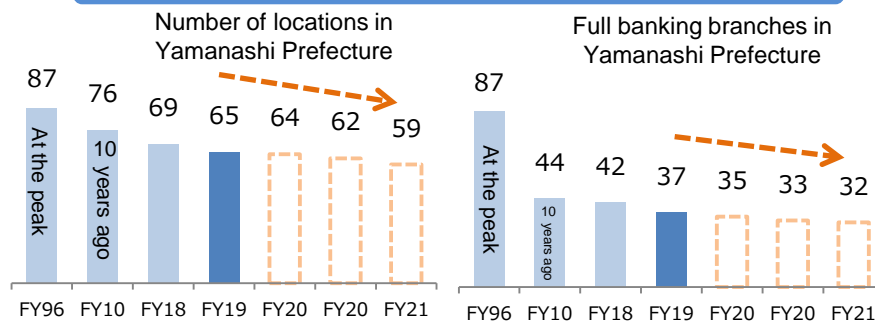 Number of locations in
Yamanashi Prefecture
87
76
69
65
64
62
59
At the peak
10 years ago
FY96
FY10
FY18
FY19
FY20
FY20
FY21
Full banking branches in
Yamanashi Prefecture
87
44
42
37
35
33
32
At the peak
10
years ago
FY96
FY10
FY18
FY19
FY20
FY20
FY21